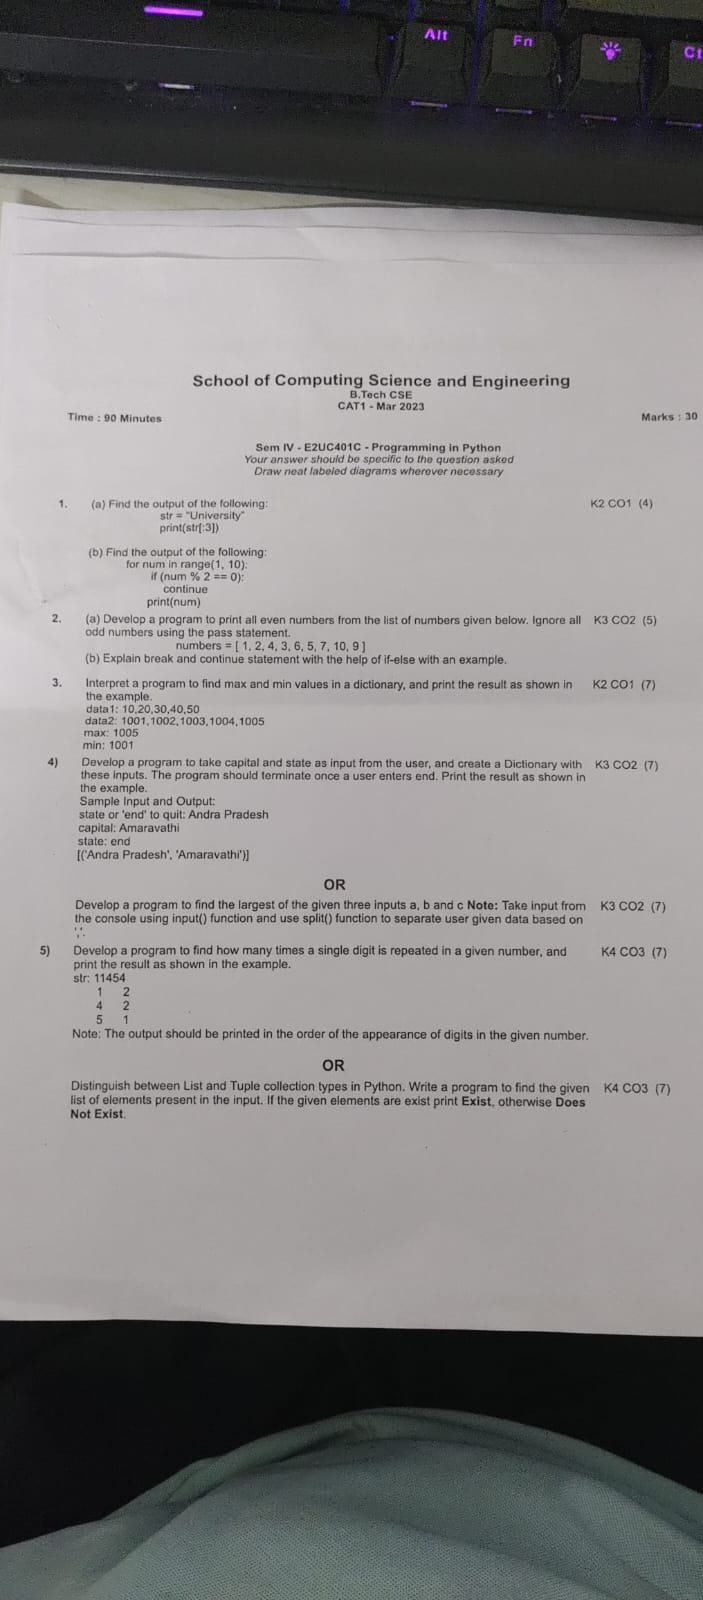 Alt
Fn
School of Computing Science and Engineering
B.Tech CSE
CAT1 - Mar 2023
Time : 90 Minutes
Marks : 30
Sem IV - E2UC401C - Programming in Python
Your answer should be specific to the question asked
Draw neat labeled diagrams wherever necessary
1. (a) Find the output of the following: K2 CO1 (4)
str = "University"
print(str[:3])
(b) Find the output of the following:
for num in range(1, 10):
if (num % 2 == 0):
continue
print(num)
2. (a) Develop a program to print all even numbers from the list of numbers given below. Ignore all K3 CO2 (5)
odd numbers using the pass statement.
numbers = [ 1, 2, 4, 3, 6, 5, 7, 10, 9 ]
(b) Explain break and continue statement with the help of if-else with an example.
3. Interpret a program to find max and min values in a dictionary, and print the result as shown in K2 CO1 (7)
the example.
data1: 10,20,30,40,50
data2: 1001,1002,1003,1004,1005
max: 1005
min: 1001
4) Develop a program to take capital and state as input from the user, and create a Dictionary with K3 CO2 (7)
these inputs. The program should terminate once a user enters end. Print the result as shown in
the example.
Sample Input and Output:
state or 'end' to quit: Andra Pradesh
capital: Amaravathi
state: end
[('Andra Pradesh', 'Amaravathi')]
OR
Develop a program to find the largest of the given three inputs a, b and c Note: Take input from K3 CO2 (7)
the console using input() function and use split() function to separate user given data based on
','.
5) Develop a program to find how many times a single digit is repeated in a given number, and K4 CO3 (7)
print the result as shown in the example.
str: 11454
1 2
4 2
5 1
Note: The output should be printed in the order of the appearance of digits in the given number.
OR
Distinguish between List and Tuple collection types in Python. Write a program to find the given K4 CO3 (7)
list of elements present in the input. If the given elements are exist print Exist, otherwise Does
Not Exist.